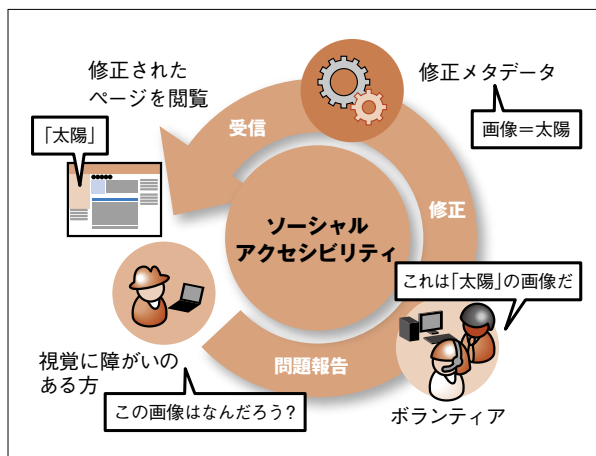 修正された
ページを閲覧
「太陽」
受信
修正メタデータ
画像＝太陽
修正
ソーシャル
アクセシビリティ
これは「太陽」の画像だ
ボランティア
問題報告
視覚に障がいの
ある方
この画像はなんだろう？